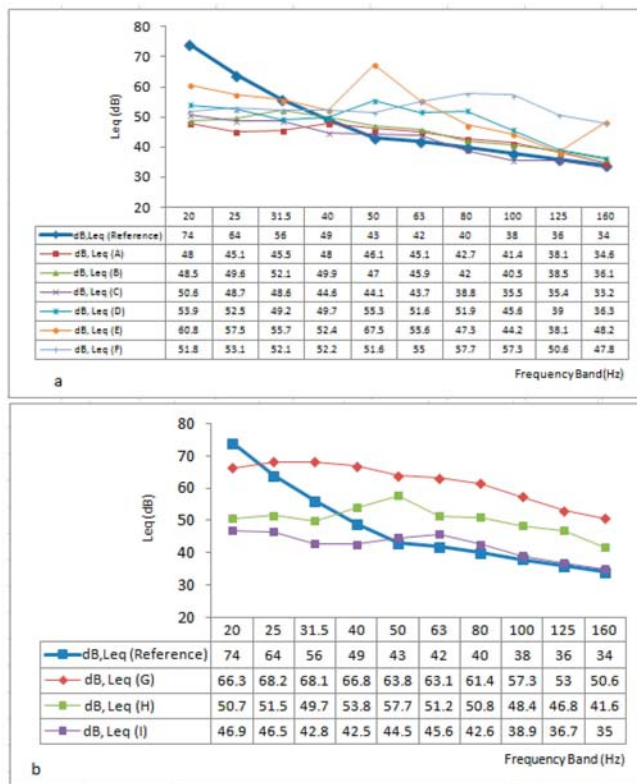 80
70
60
50
40
30
20
Leq (dB)
20 25 31.5 40 50 63 80 100 125 160
dB,Leq (Reference) 74 64 56 49 43 42 40 38 36 34
dB, Leq (A) 48 45.1 45.5 48 46.1 45.1 42.7 41.4 38.1 34.6
dB, Leq (B) 48.5 49.6 52.1 49.9 47 45.9 42 40.5 38.5 36.1
dB, Leq (C) 50.6 48.7 48.6 44.6 44.1 43.7 38.8 35.5 35.4 33.2
dB, Leq (D) 53.9 52.5 49.2 49.7 55.3 51.6 51.9 45.6 39 36.3
dB, Leq (E) 60.8 57.5 55.7 52.4 67.5 55.6 47.3 44.2 38.1 48.2
dB, Leq (F) 51.8 53.1 52.1 52.2 51.6 55 57.7 57.3 50.6 47.8
Frequency Band(Hz)
a
80
70
60
50
40
30
20
Leq (dB)
20 25 31.5 40 50 63 80 100 125 160
dB,Leq (Reference) 74 64 56 49 43 42 40 38 36 34
dB, Leq (G) 66.3 68.2 68.1 66.8 63.8 63.1 61.4 57.3 53 50.6
dB, Leq (H) 50.7 51.5 49.7 53.8 57.7 51.2 50.8 48.4 46.8 41.6
dB, Leq (I) 46.9 46.5 42.8 42.5 44.5 45.6 42.6 38.9 36.7 35
Frequency Band (Hz)
b